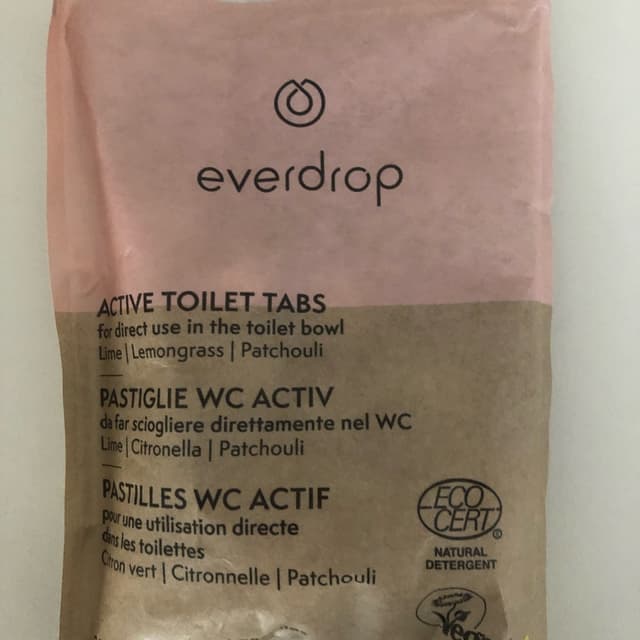 everdrop
ACTIVE TOILET TABS
for direct use in the toilet bowl
Lime | Lemongrass | Patchouli
PASTIGLIE WC ACTIV
da far sciogliere direttamente nel WC
Lime | Citronella | Patchouli
PASTILLES WC ACTIF
pour une utilisation directe
dans les toilettes
Citron vert | Citronnelle | Patchouli
ECO
CERT
®
NATURAL
DETERGENT